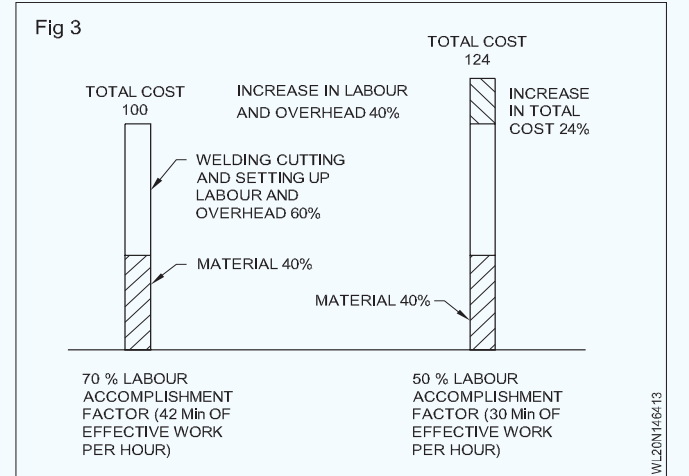 Fig 3
TOTAL COST
100
INCREASE IN LABOUR
AND OVERHEAD 40%
TOTAL COST
124
INCREASE
IN TOTAL
COST 24%
WELDING CUTTING
AND SETTING UP
LABOUR AND
OVERHEAD 60%
MATERIAL 40%
MATERIAL 40%
70 % LABOUR
ACCOMPLISHMENT
FACTOR (42 Min OF
EFFECTIVE WORK
PER HOUR)
50 % LABOUR
ACCOMPLISHMENT
FACTOR (30 Min OF
EFFECTIVE WORK
PER HOUR)
WL20N146413